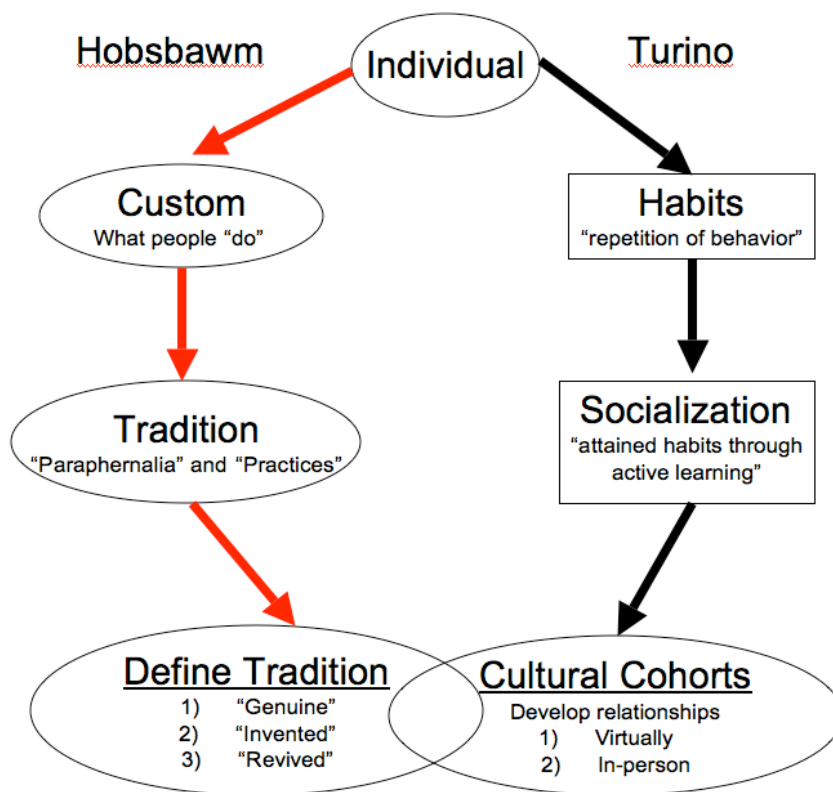 Hobsbawm
Individual
Turino
Custom
What people “do”
Habits
“repetition of behavior”
Tradition
“Paraphernalia” and “Practices”
Socialization
“attained habits through
active learning”
Define Tradition
1) “Genuine”
2) “Invented”
3) “Revived”
Cultural Cohorts
Develop relationships
1) Virtually
2) In-person